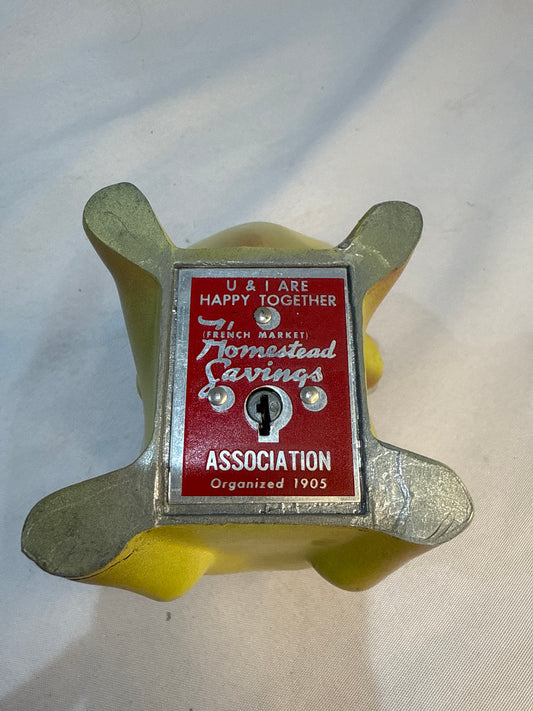 U & I ARE
HAPPY TOGETHER
(FRENCH MARKET)
Homestead
Savings
ASSOCIATION
Organized 1905